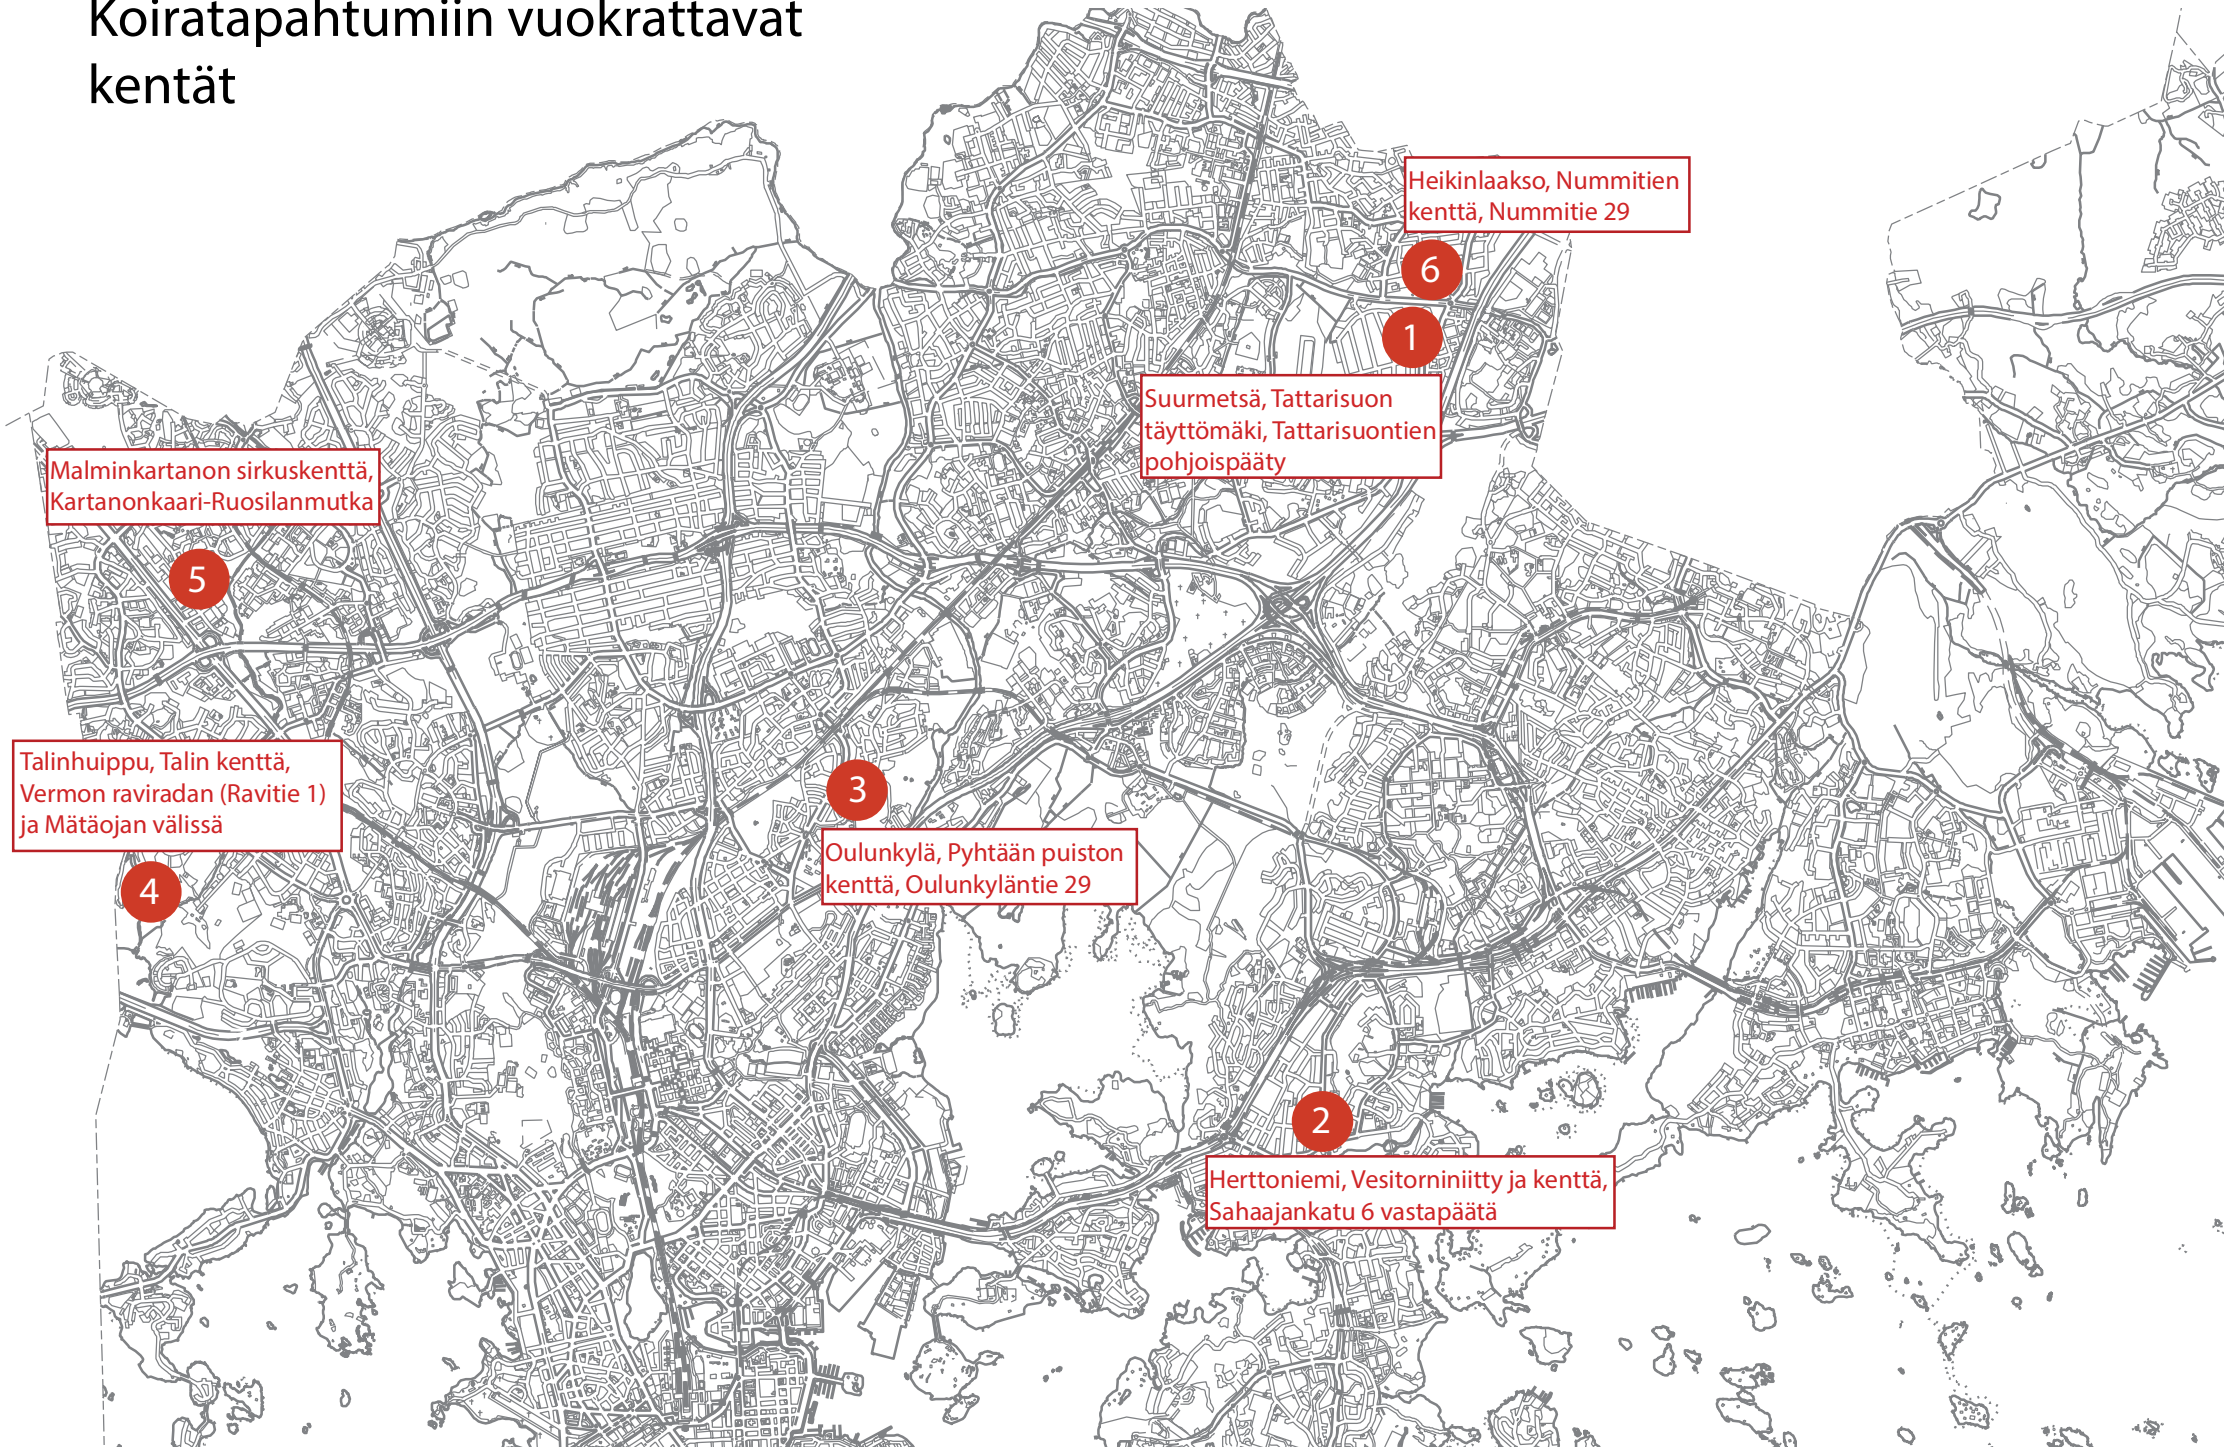 Koiratapahtumiin vuokrattavat
kentät
Heikinlaakso, Nummitien
kenttä, Nummitie 29
6
1
Suurmetsä, Tattarisuon
täyttömäki, Tattarisuontien
pohjoispääty
Malminkartanon sirkuskenttä,
Kartanonkaari-Ruosilanmutka
5
Talinhuippu, Talin kenttä,
Vermon raviradan (Ravitie 1)
ja Mätäojan välissä
4
3
Oulunkylä, Pyhtään puiston
kenttä, Oulunkyläntie 29
2
Herttoniemi, Vesitorniniitty ja kenttä,
Sahaajankatu 6 vastapäätä